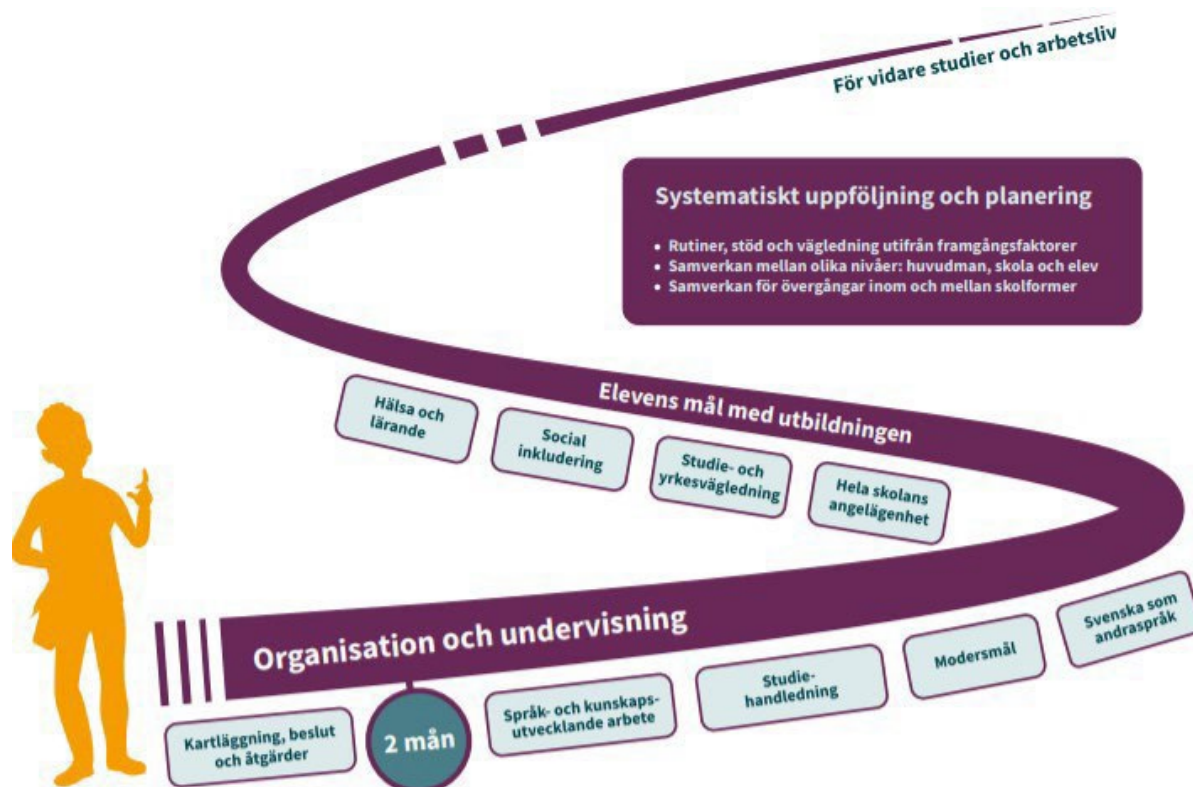 För vidare studier och arbetsliv
Systematiskt uppföljning och planering
• Rutiner, stöd och vägledning utifrån framgångsfaktorer
• Samverkan mellan olika nivåer: huvudman, skola och elev
• Samverkan för övergångar inom och mellan skolformer
Elevens mål med utbildningen
Hälsa och
lärande
Social
inkludering
Studie- och
yrkesvägledning
Hela skolans
angelägenhet
Organisation och undervisning
Kartläggning, beslut
och åtgärder
2 mån
Språk- och kunskaps-
utvecklande arbete
Studie-
handledning
Modersmål
Svenska som
andraspråk